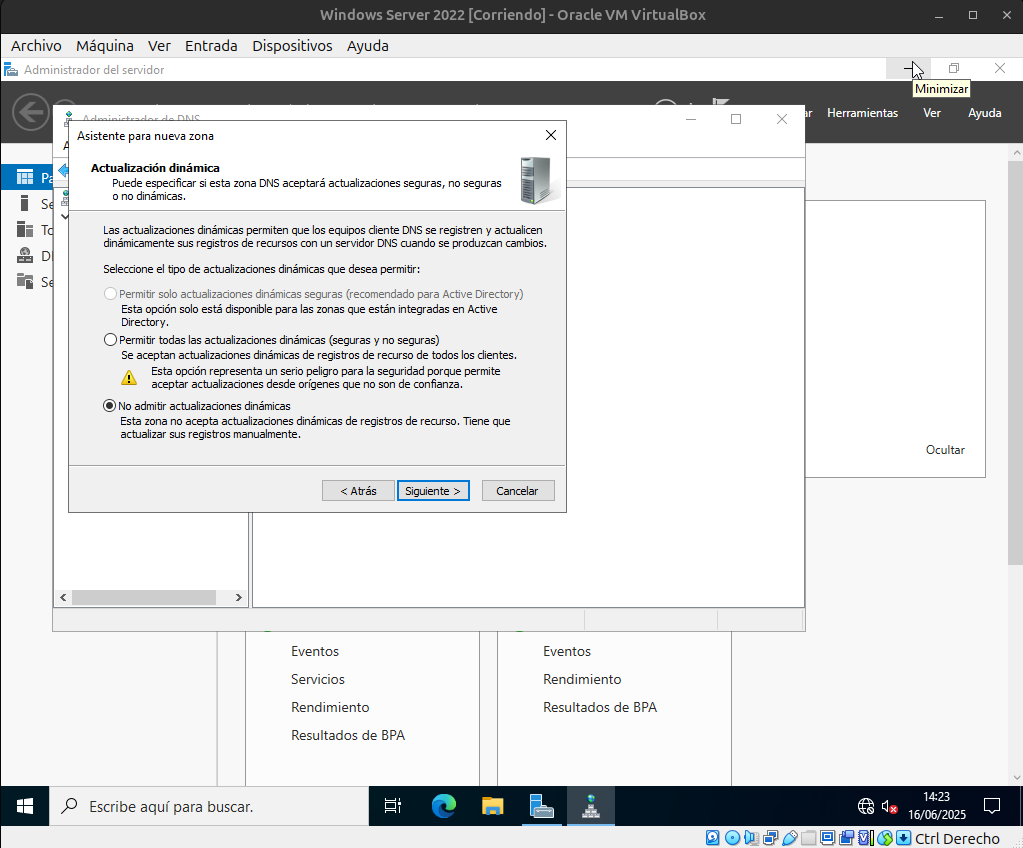 Windows Server 2022 [Corriendo] - Oracle VM VirtualBox
Archivo Máquina Ver Entrada Dispositivos Ayuda
Administrador del servidor
Minimizar
Herramientas Ver Ayuda
Administrador de DNS
Asistente para nueva zona
Actualización dinámica
Puede especificar si esta zona DNS aceptará actualizaciones seguras, no seguras
o no dinámicas.
Las actualizaciones dinámicas permiten que los equipos cliente DNS se registren y actualicen
dinámicamente sus registros de recursos con un servidor DNS cuando se produzcan cambios.
Seleccione el tipo de actualizaciones dinámicas que desea permitir:
Permitir solo actualizaciones dinámicas seguras (recomendado para Active Directory)
Esta opción solo está disponible para las zonas que están integradas en Active
Directory.
Permitir todas las actualizaciones dinámicas (seguras y no seguras)
Se aceptan actualizaciones dinámicas de registros de recurso de todos los clientes.
Esta opción representa un serio peligro para la seguridad porque permite
aceptar actualizaciones desde orígenes que no son de confianza.
No admitir actualizaciones dinámicas
Esta zona no acepta actualizaciones dinámicas de registros de recurso. Tiene que
actualizar sus registros manualmente.
< Atrás Siguiente > Cancelar
Ocultar
Eventos
Servicios
Rendimiento
Resultados de BPA
Eventos
Rendimiento
Resultados de BPA
Escribe aquí para buscar.
14:23
16/06/2025
Ctrl Derecho